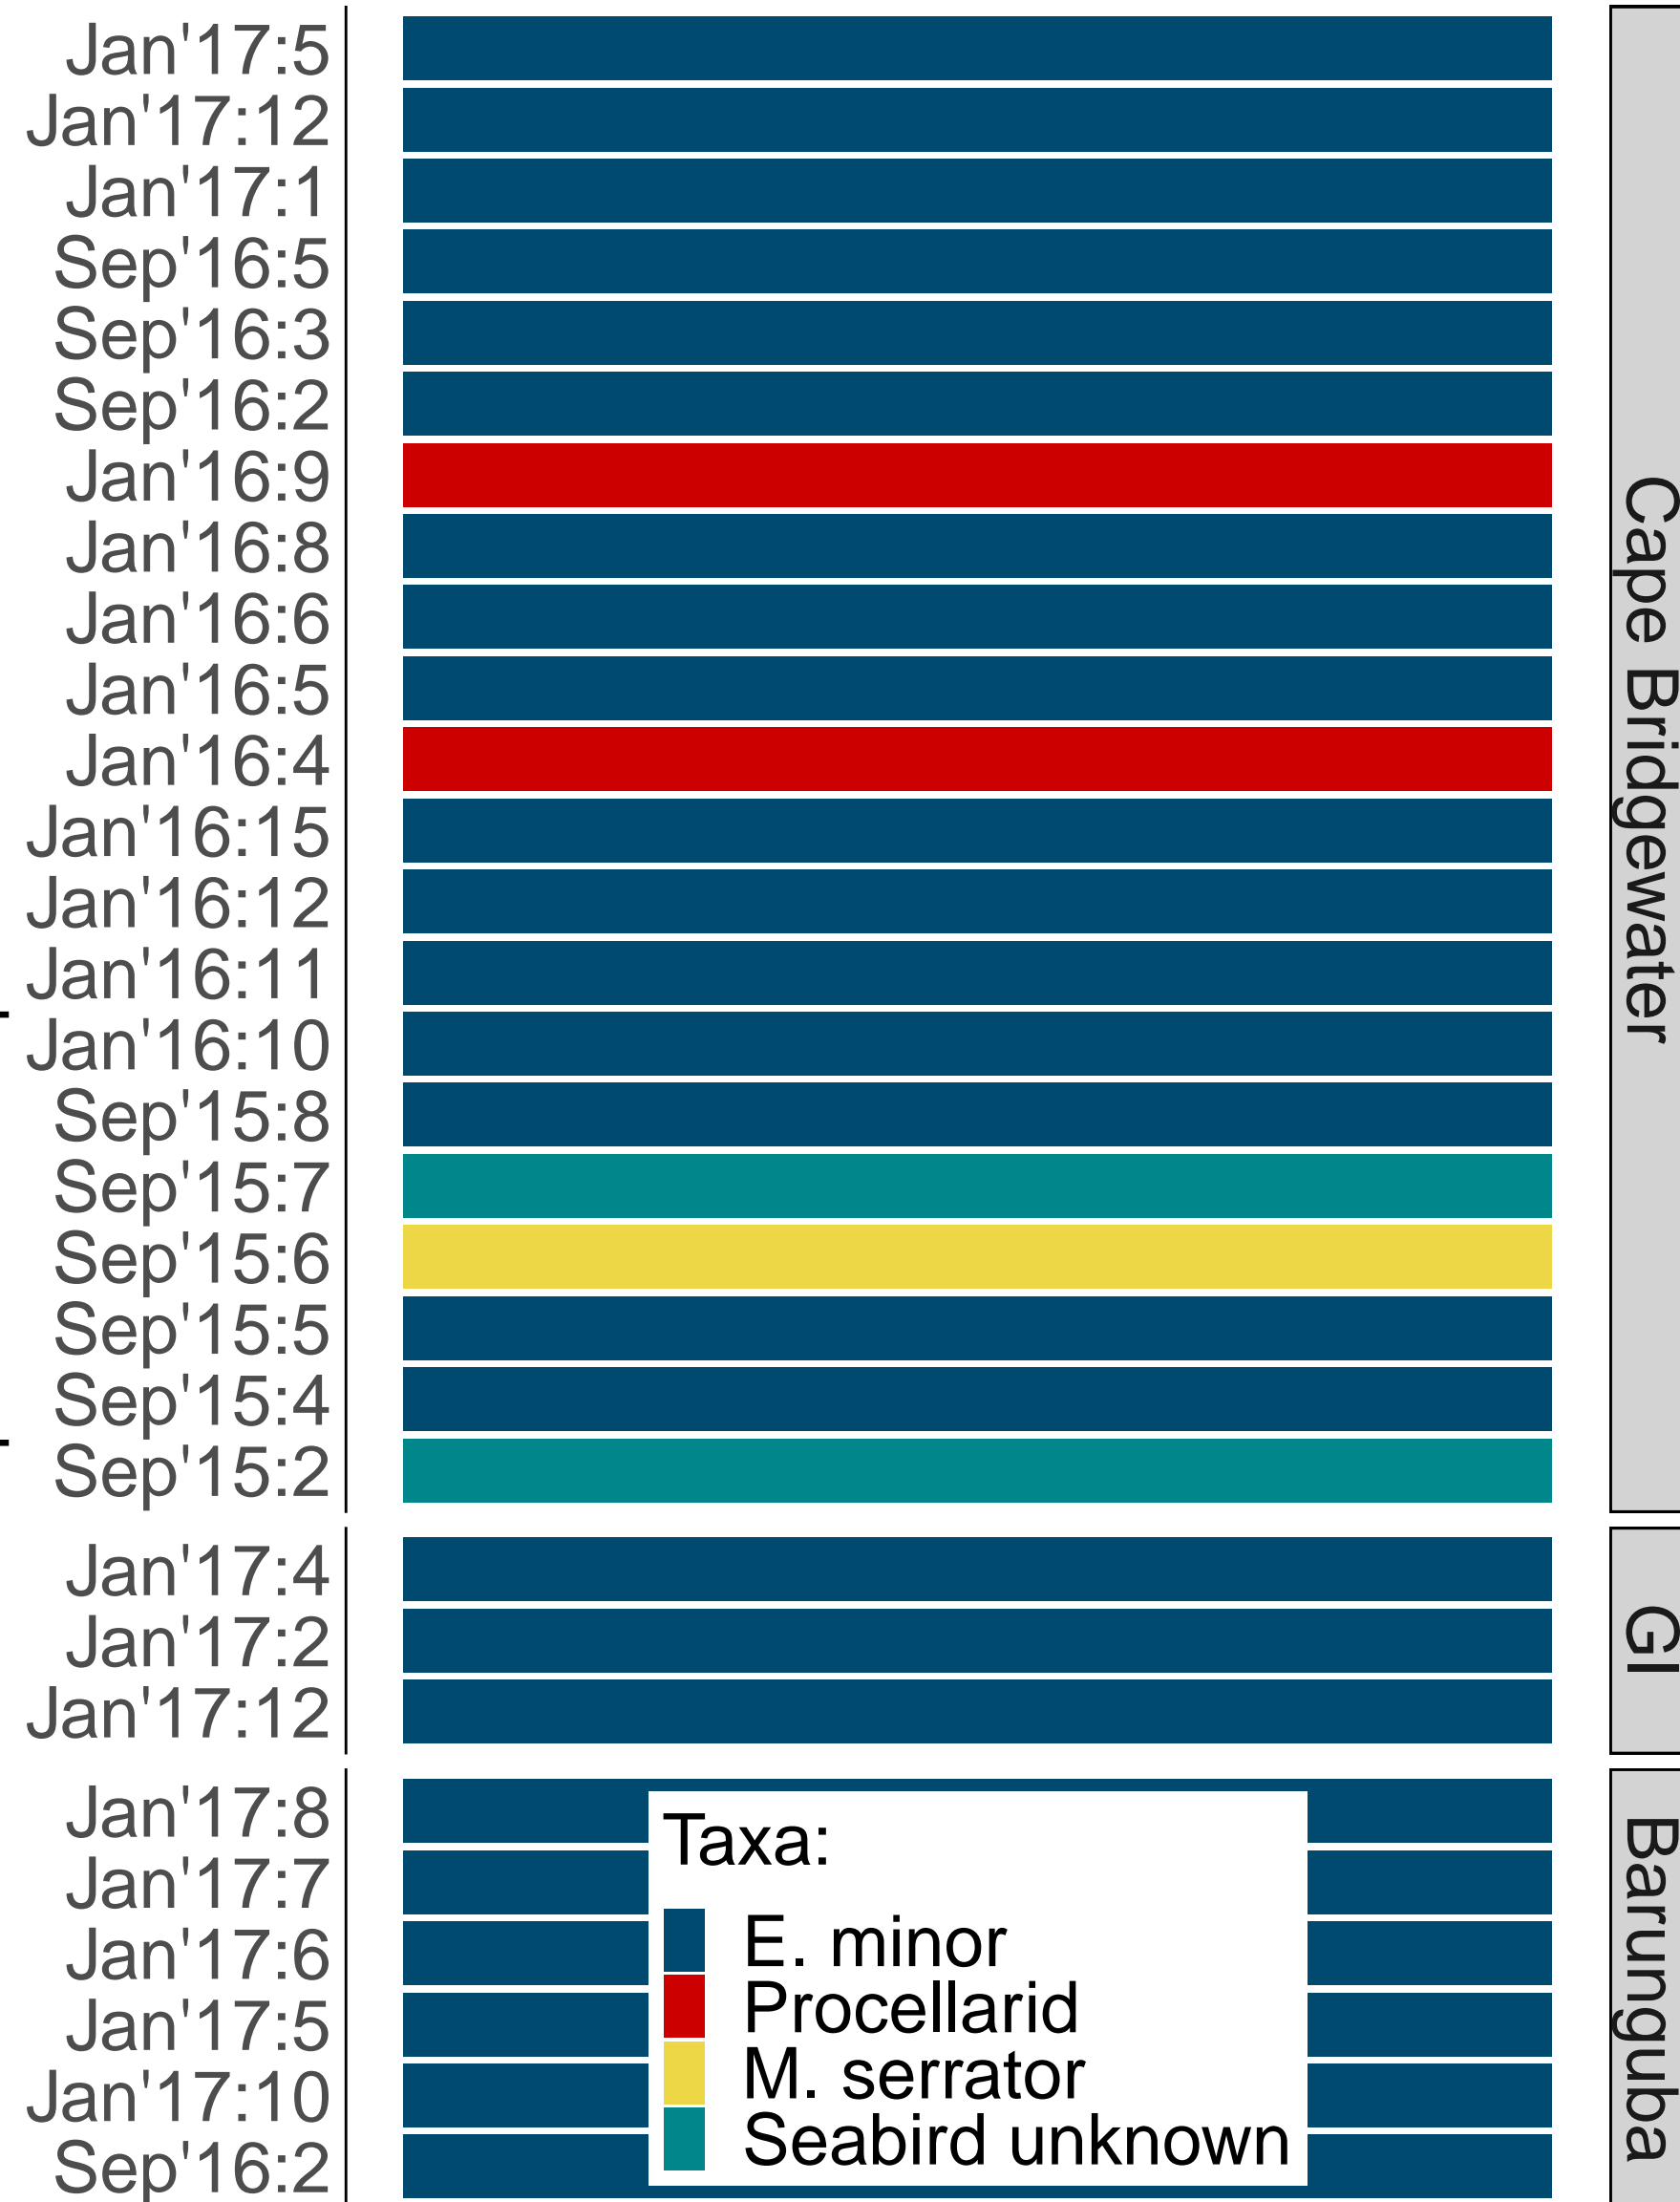 Jan'17:5
Jan'17:12
Jan'17:1
Sep'16:5
Sep'16:3
Sep'16:2
Jan'16:9
Jan'16:8
Jan'16:6
Jan'16:5
Jan'16:4
Jan'16:15
Jan'16:12
Jan'16:11
Jan'16:10
Sep'15:8
Sep'15:7
Sep'15:6
Sep'15:5
Sep'15:4
Sep'15:2
Cape Bridgewater
Jan'17:4
Jan'17:2
Jan'17:12
GI
Jan'17:8
Jan'17:7
Jan'17:6
Jan'17:5
Jan'17:10
Sep'16:2
Barunguba
Taxa:
E. minor
Procellarid
M. serrator
Seabird unknown